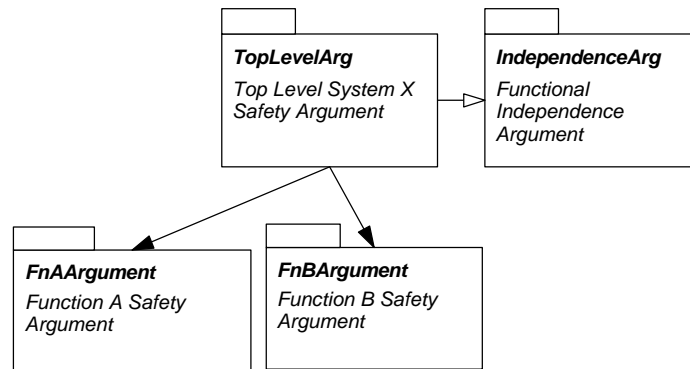 TopLevelArg
Top Level System X
Safety Argument
IndependenceArg
Functional
Independence
Argument
FnAArgument
Function A Safety
Argument
FnBArgument
Function B Safety
Argument